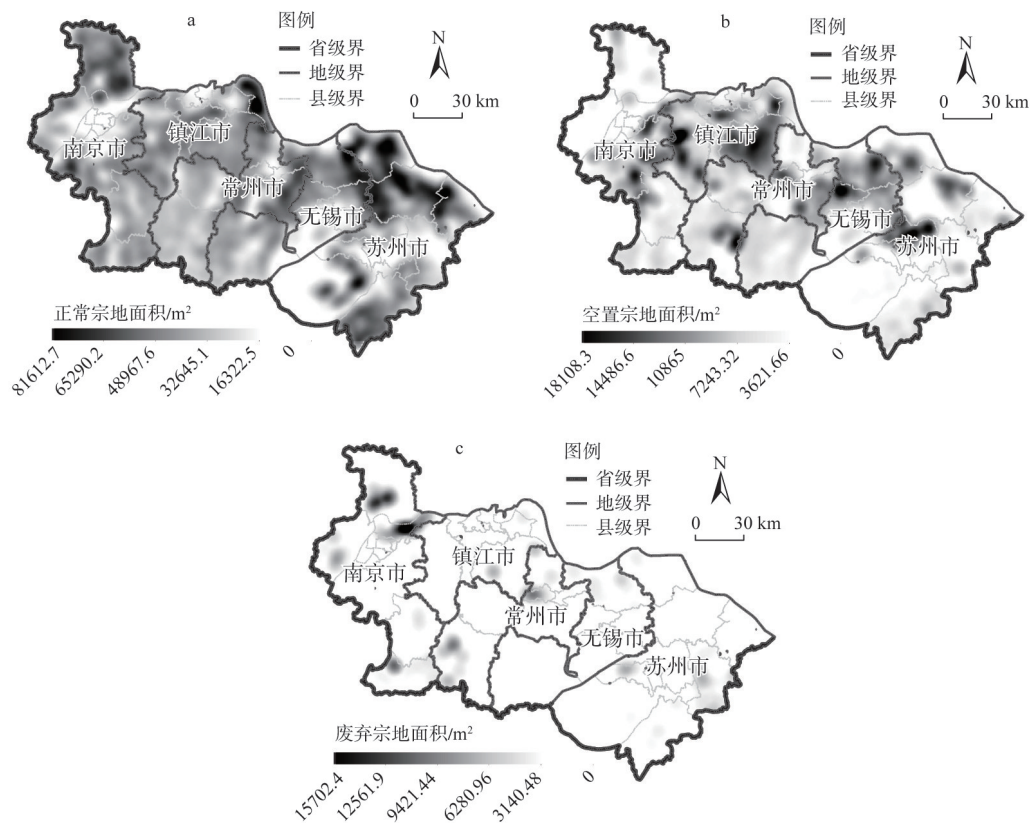 a
图例
省级界
地级界
县级界
N
0 30 km
南京市
镇江市
常州市
无锡市
苏州市
正常宗地面积/m²
81612.7
65290.2
48967.6
32645.1
16322.5
0
b
图例
省级界
地级界
县级界
N
0 30 km
南京市
镇江市
常州市
无锡市
苏州市
空置宗地面积/m²
18108.3
14486.6
10865
7243.32
3621.66
0
c
图例
省级界
地级界
县级界
N
0 30 km
南京市
镇江市
常州市
无锡市
苏州市
废弃宗地面积/m²
15702.4
12561.9
9421.44
6280.96
3140.48
0